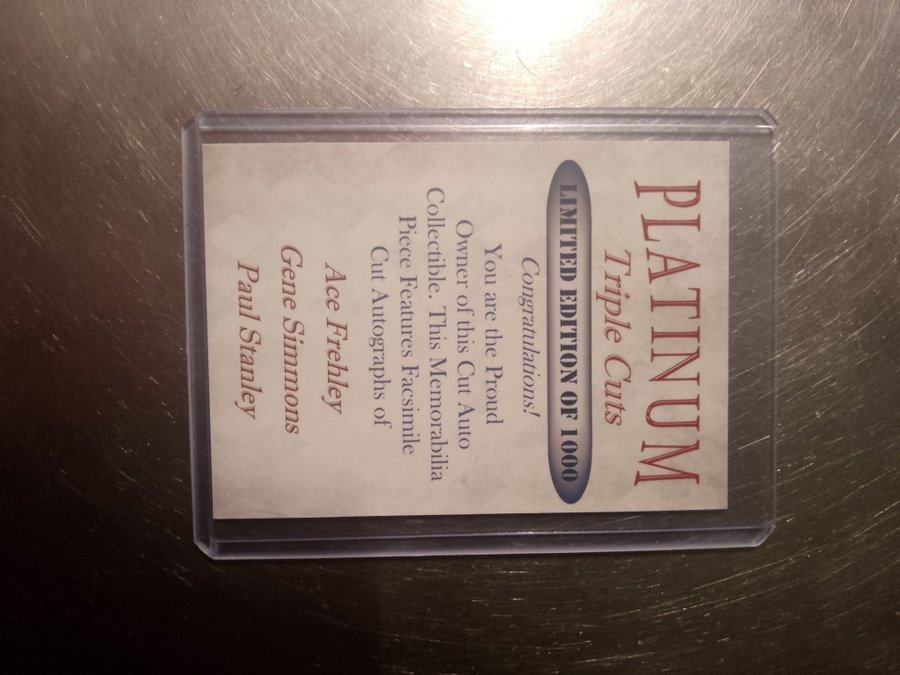 PLATINUM
Triple Cuts
LIMITED EDITION OF 1000
Congratulations!
You are the Proud
Owner of this Cut Auto
Collectible. This Memorabilia
Piece Features Facsimile
Cut Autographs of
Ace Frehley
Gene Simmons
Paul Stanley